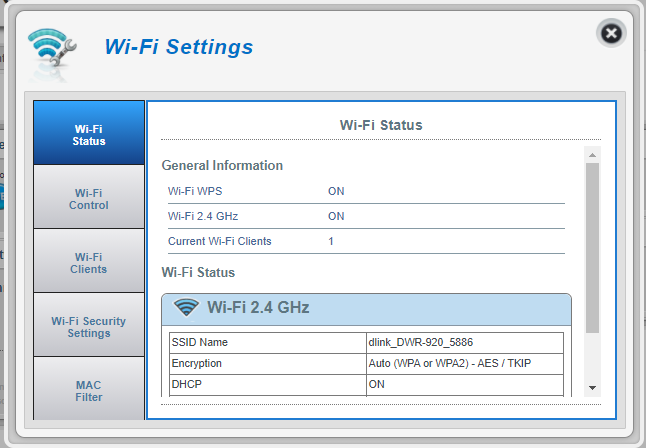 Wi-Fi Settings
Wi-Fi
Status
Wi-Fi
Control
Wi-Fi
Clients
Wi-Fi Security
Settings
MAC
Filter
Wi-Fi Status
General Information
Wi-Fi WPS ON
Wi-Fi 2.4 GHz ON
Current Wi-Fi Clients 1
Wi-Fi Status
Wi-Fi 2.4 GHz
SSID Name dlink_DWR-920_5886
Encryption Auto (WPA or WPA2) - AES / TKIP
DHCP ON